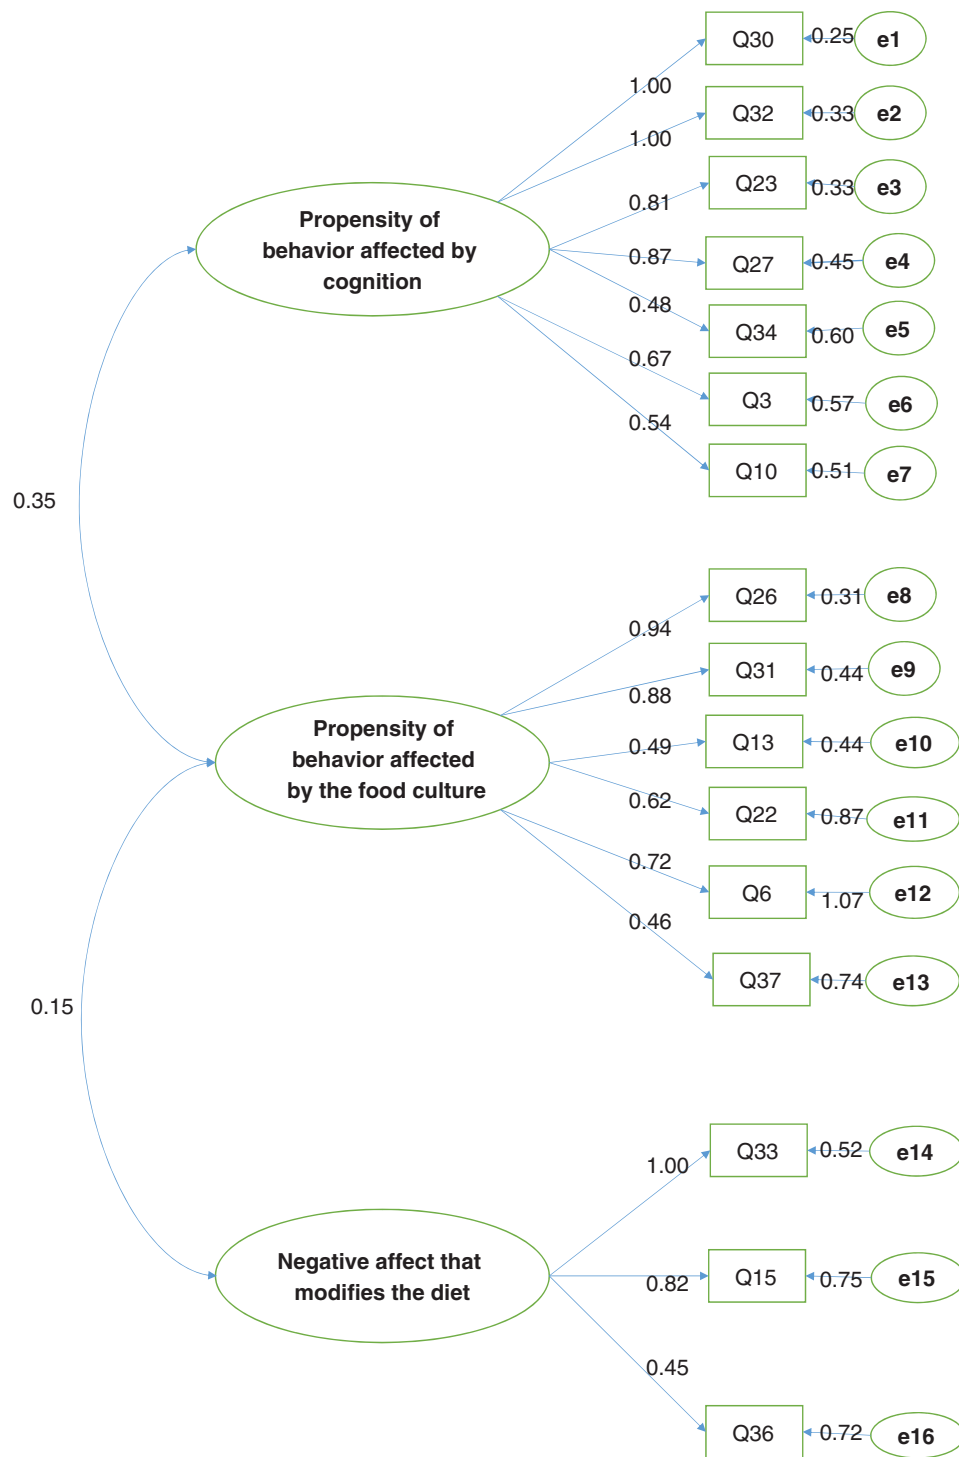 Q30
0.25
e1
1.00
Q32
0.33
e2
1.00
Q23
0.33
e3
0.81
Propensity of
behavior affected by
cognition
0.87
Q27
0.45
e4
0.48
Q34
0.60
e5
0.67
Q3
0.57
e6
0.54
Q10
0.51
e7
0.35
Q26
0.31
e8
0.94
Q31
0.44
e9
0.88
Propensity of
behavior affected
by the food culture
0.49
Q13
0.44
e10
0.62
Q22
0.87
e11
0.72
Q6
1.07
e12
0.46
Q37
0.74
e13
0.15
Q33
0.52
e14
1.00
Negative affect that
modifies the diet
0.82
Q15
0.75
e15
0.45
Q36
0.72
e16